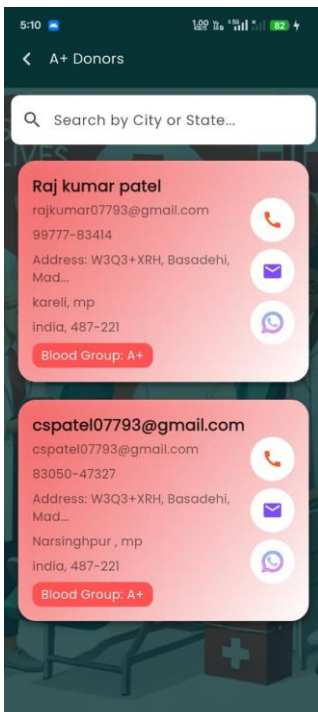 5:10
82
A+ Donors
Search by City or State...
LIVES
Raj kumar patel
rajkumar07793@gmail.com
99777-83414
Address: W3Q3+XRH, Basadehi,
Mad...
kareli, mp
india, 487-221
Blood Group: A+
cspatel07793@gmail.com
cspatel07793@gmail.com
83050-47327
Address: W3Q3+XRH, Basadehi,
Mad...
Narsinghpur , mp
india, 487-221
Blood Group: A+